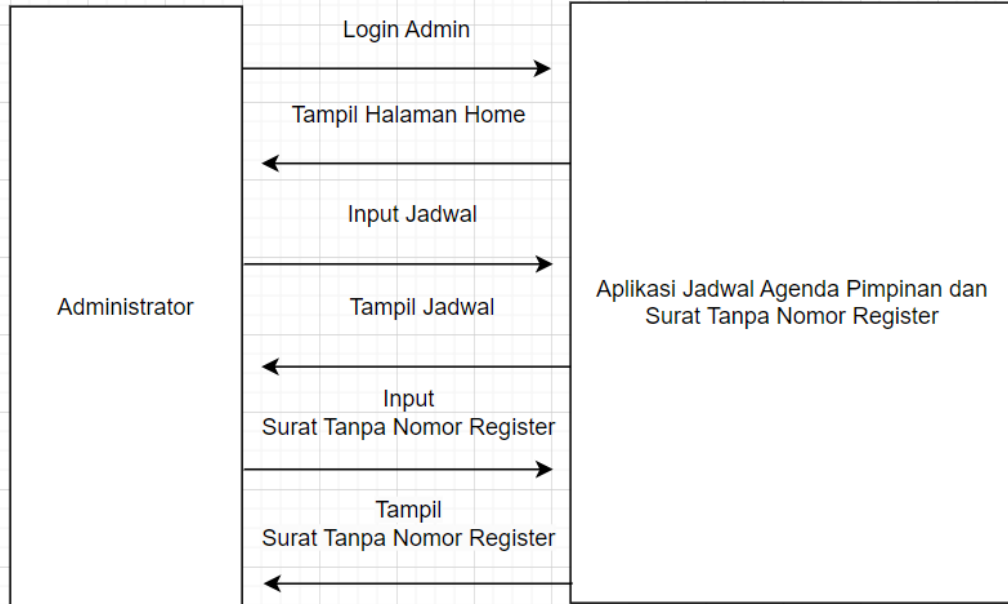 Login Admin
Tampil Halaman Home
Input Jadwal
Administrator
Tampil Jadwal
Aplikasi Jadwal Agenda Pimpinan dan
Surat Tanpa Nomor Register
Input
Surat Tanpa Nomor Register
Tampil
Surat Tanpa Nomor Register